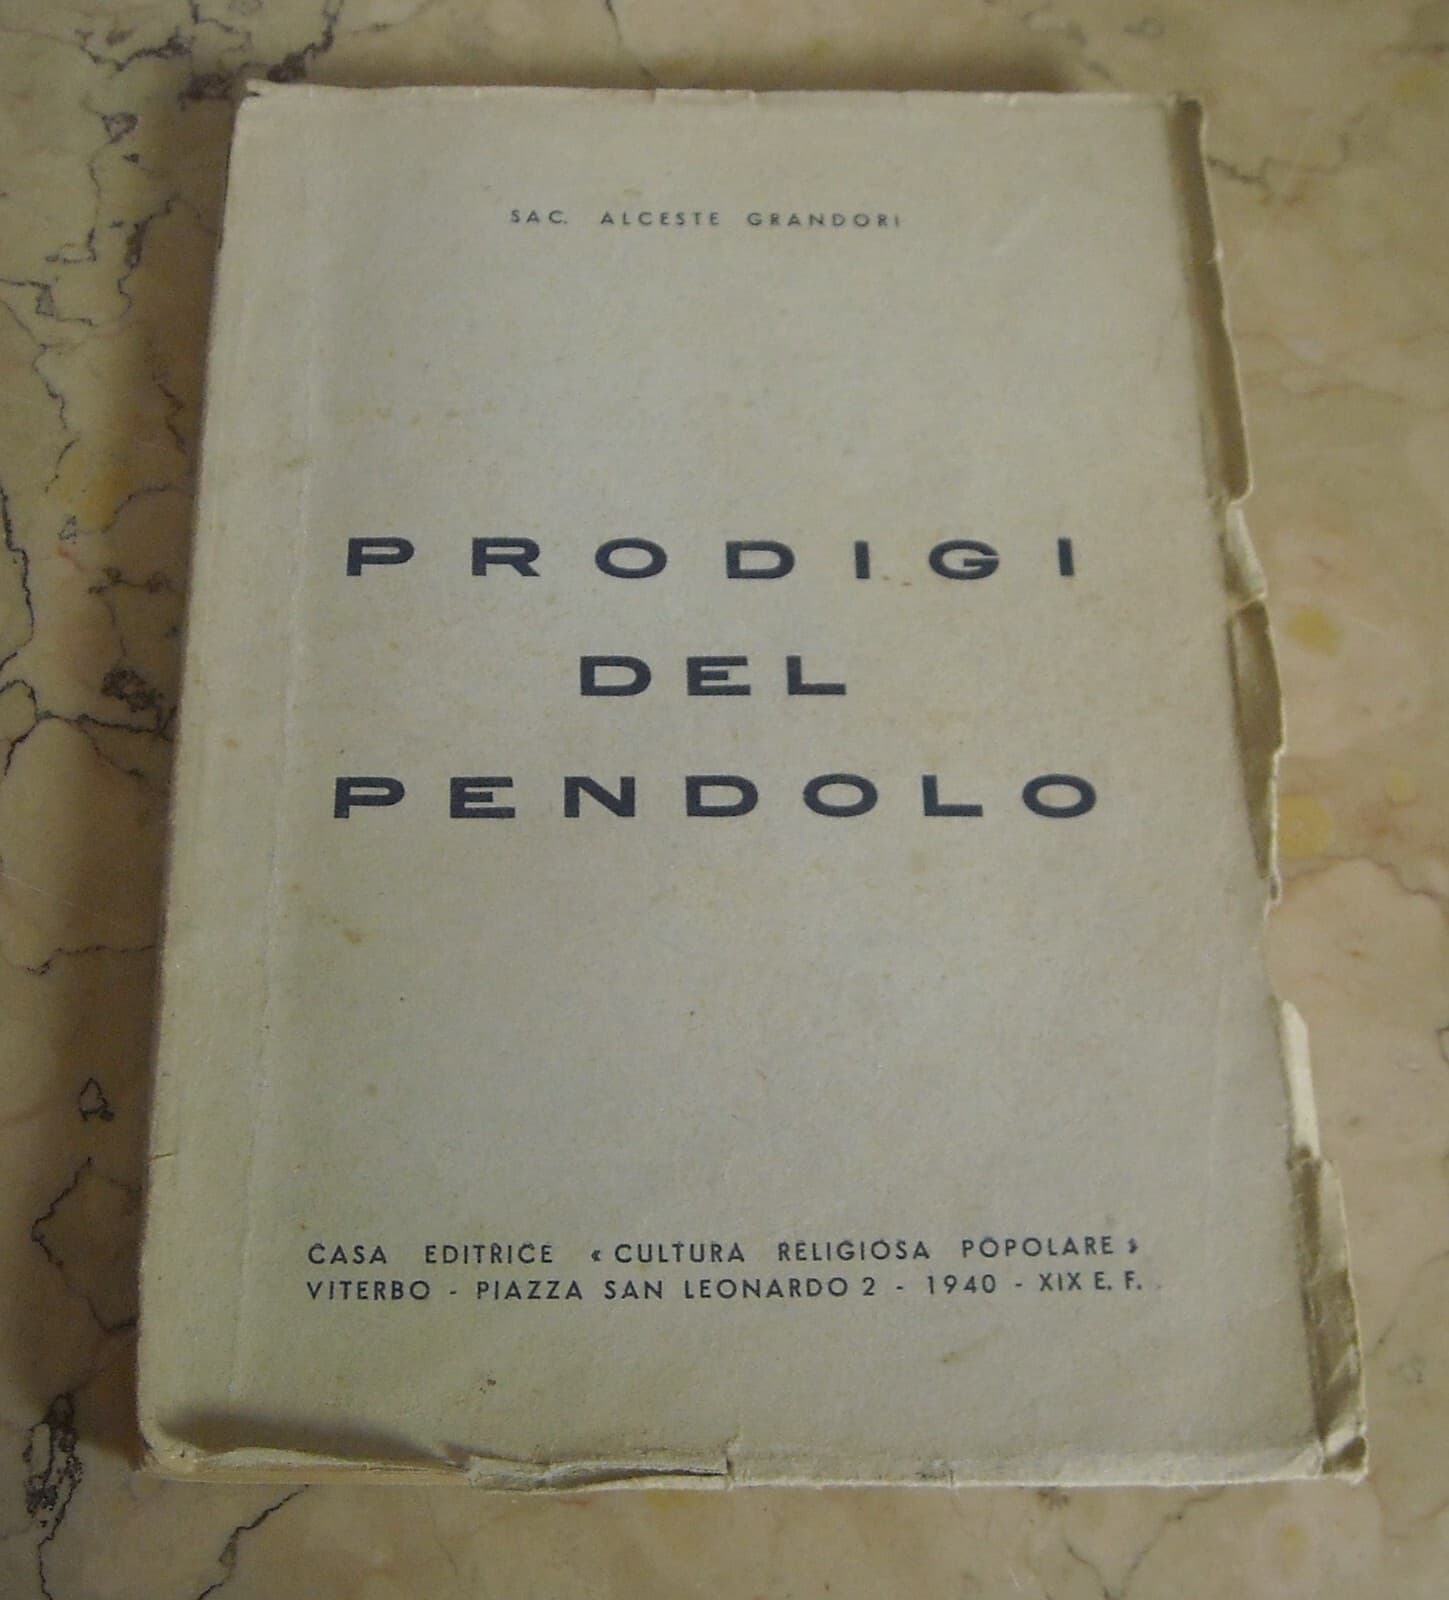 SAC. ALCESTE GRANDORI
PRODIGI
DEL
PENDOLO
CASA EDITRICE « CULTURA RELIGIOSA POPOLARE »
VITERBO - PIAZZA SAN LEONARDO 2 - 1940 - XIX E. F.